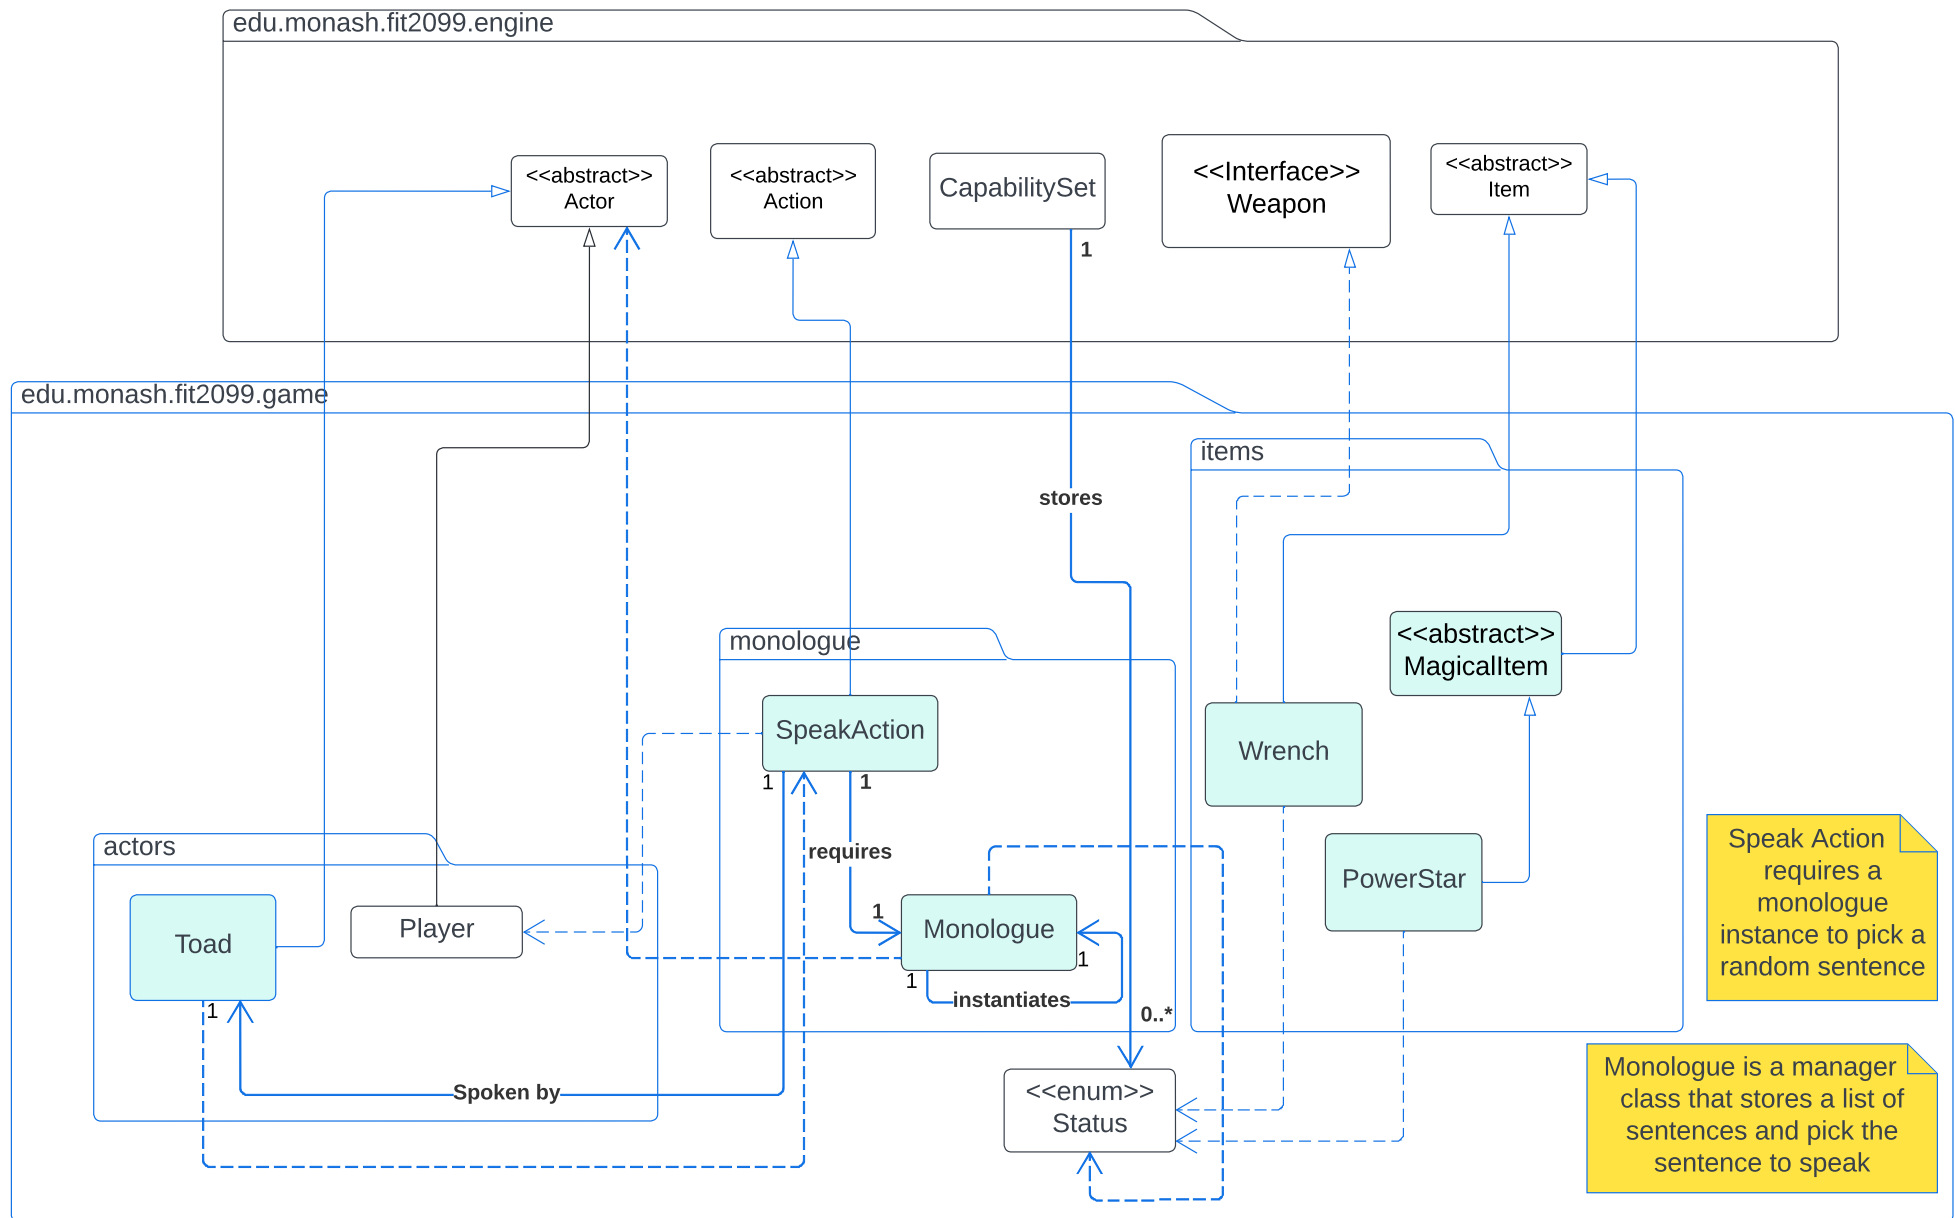 edu.monash.fit2099.engine
<<abstract>>
Actor
<<abstract>>
Action
CapabilitySet
<<Interface>>
Weapon
<<abstract>>
Item
1
edu.monash.fit2099.game
items
stores
<<abstract>>
MagicalItem
monologue
SpeakAction
Wrench
1
1
requires
actors
Toad
Player
1
Monologue
1
1
instantiates
PowerStar
1
0..*
Spoken by
<<enum>>
Status
Speak Action
requires a
monologue
instance to pick a
random sentence
Monologue is a manager
class that stores a list of
sentences and pick the
sentence to speak